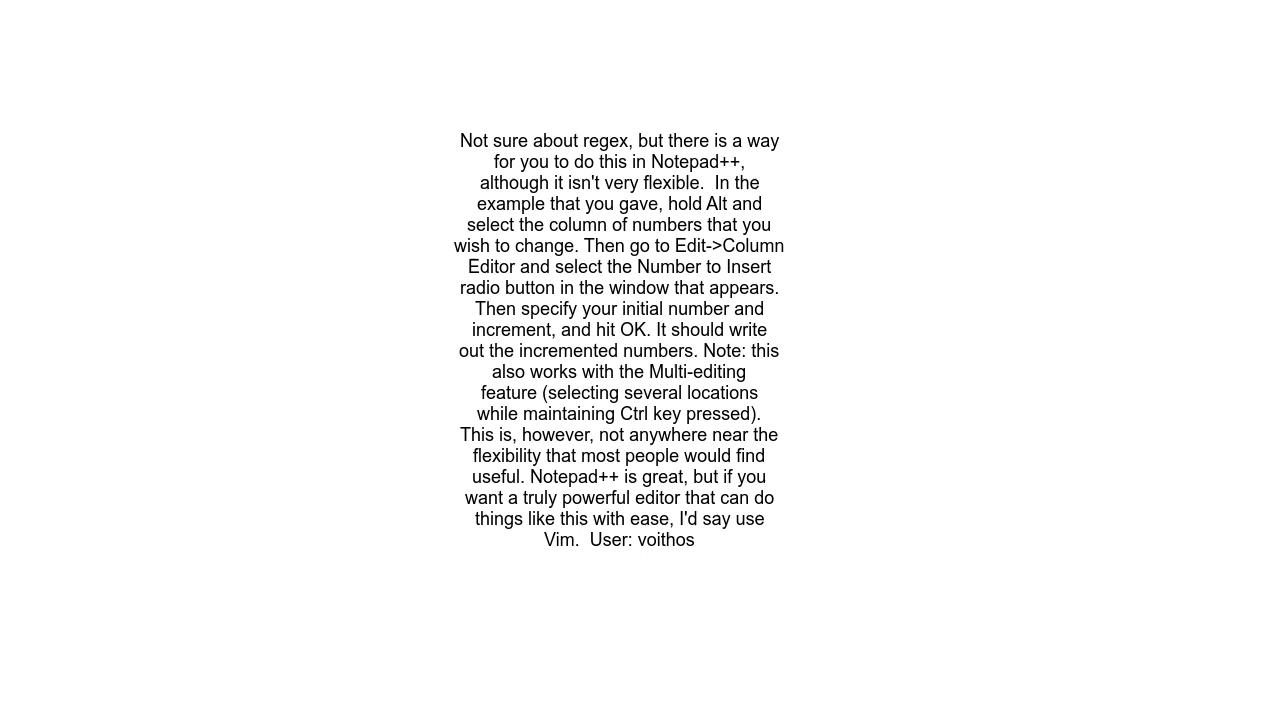 Not sure about regex, but there is a way
for you to do this in Notepad++,
although it isn't very flexible.  In the
example that you gave, hold Alt and
select the column of numbers that you
wish to change. Then go to Edit->Column
Editor and select the Number to Insert
radio button in the window that appears.
Then specify your initial number and
increment, and hit OK. It should write
out the incremented numbers. Note: this
also works with the Multi-editing
feature (selecting several locations
while maintaining Ctrl key pressed).
This is, however, not anywhere near the
flexibility that most people would find
useful. Notepad++ is great, but if you
want a truly powerful editor that can do
things like this with ease, I'd say use
Vim.  User: voithos